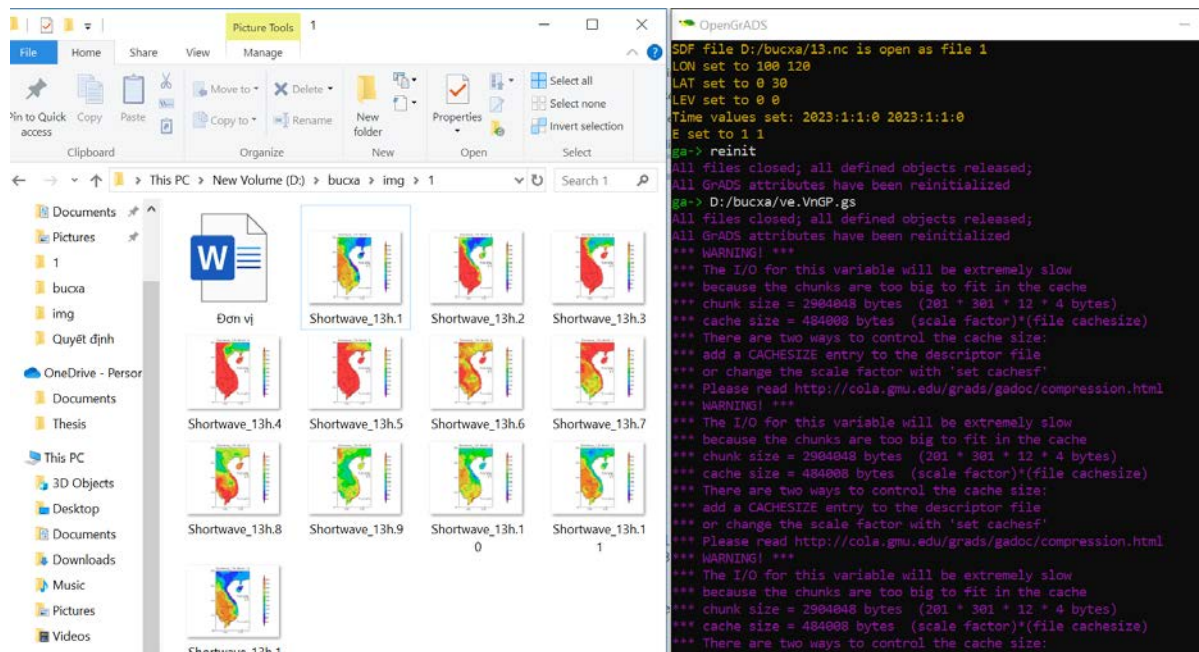 Picture Tools 1
File Home Share View Manage
Pin to Quick access
Copy
Paste
Move to
Copy to
Delete
Rename
New folder
Properties
Select all
Select none
Invert selection
Clipboard Organize New Open Select
This PC > New Volume (D:) > bucxa > img > 1
Search 1
Documents
Pictures
1
bucxa
img
Quyết định
OneDrive - Person
Documents
Thesis
This PC
3D Objects
Desktop
Documents
Downloads
Music
Pictures
Videos
Đơn vị
Shortwave_13h.1
Shortwave_13h.2
Shortwave_13h.3
Shortwave_13h.4
Shortwave_13h.5
Shortwave_13h.6
Shortwave_13h.7
Shortwave_13h.8
Shortwave_13h.9
Shortwave_13h.1
0
Shortwave_13h.1
1
Shortwave_13h.1
OpenGrADS
SDF file D:/bucxa/13.nc is open as file 1
LON set to 100 120
LAT set to 0 30
LEV set to 0 0
Time values set: 2023:1:1:0 2023:1:1:0
E set to 1 1
ga-> reinit
All files closed; all defined objects released;
All GrADS attributes have been reinitialized
ga-> D:/bucxa/ve.VnGP.gs
All files closed; all defined objects released;
All GrADS attributes have been reinitialized
*** WARNING! ***
*** The I/O for this variable will be extremely slow
*** because the chunks are too big to fit in the cache
*** chunk size = 2904048 bytes (201 * 301 * 12 * 4 bytes)
*** cache size = 484008 bytes (scale factor)*(file cachesize)
*** There are two ways to control the cache size:
*** add a CACHESIZE entry to the descriptor file
*** or change the scale factor with 'set cachesf'
*** Please read http://cola.gmu.edu/grads/gadoc/compression.html
*** WARNING! ***
*** The I/O for this variable will be extremely slow
*** because the chunks are too big to fit in the cache
*** chunk size = 2904048 bytes (201 * 301 * 12 * 4 bytes)
*** cache size = 484008 bytes (scale factor)*(file cachesize)
*** There are two ways to control the cache size:
*** add a CACHESIZE entry to the descriptor file
*** or change the scale factor with 'set cachesf'
*** Please read http://cola.gmu.edu/grads/gadoc/compression.html
*** WARNING! ***
*** The I/O for this variable will be extremely slow
*** because the chunks are too big to fit in the cache
*** chunk size = 2904048 bytes (201 * 301 * 12 * 4 bytes)
*** cache size = 484008 bytes (scale factor)*(file cachesize)
*** There are two ways to control the cache size: